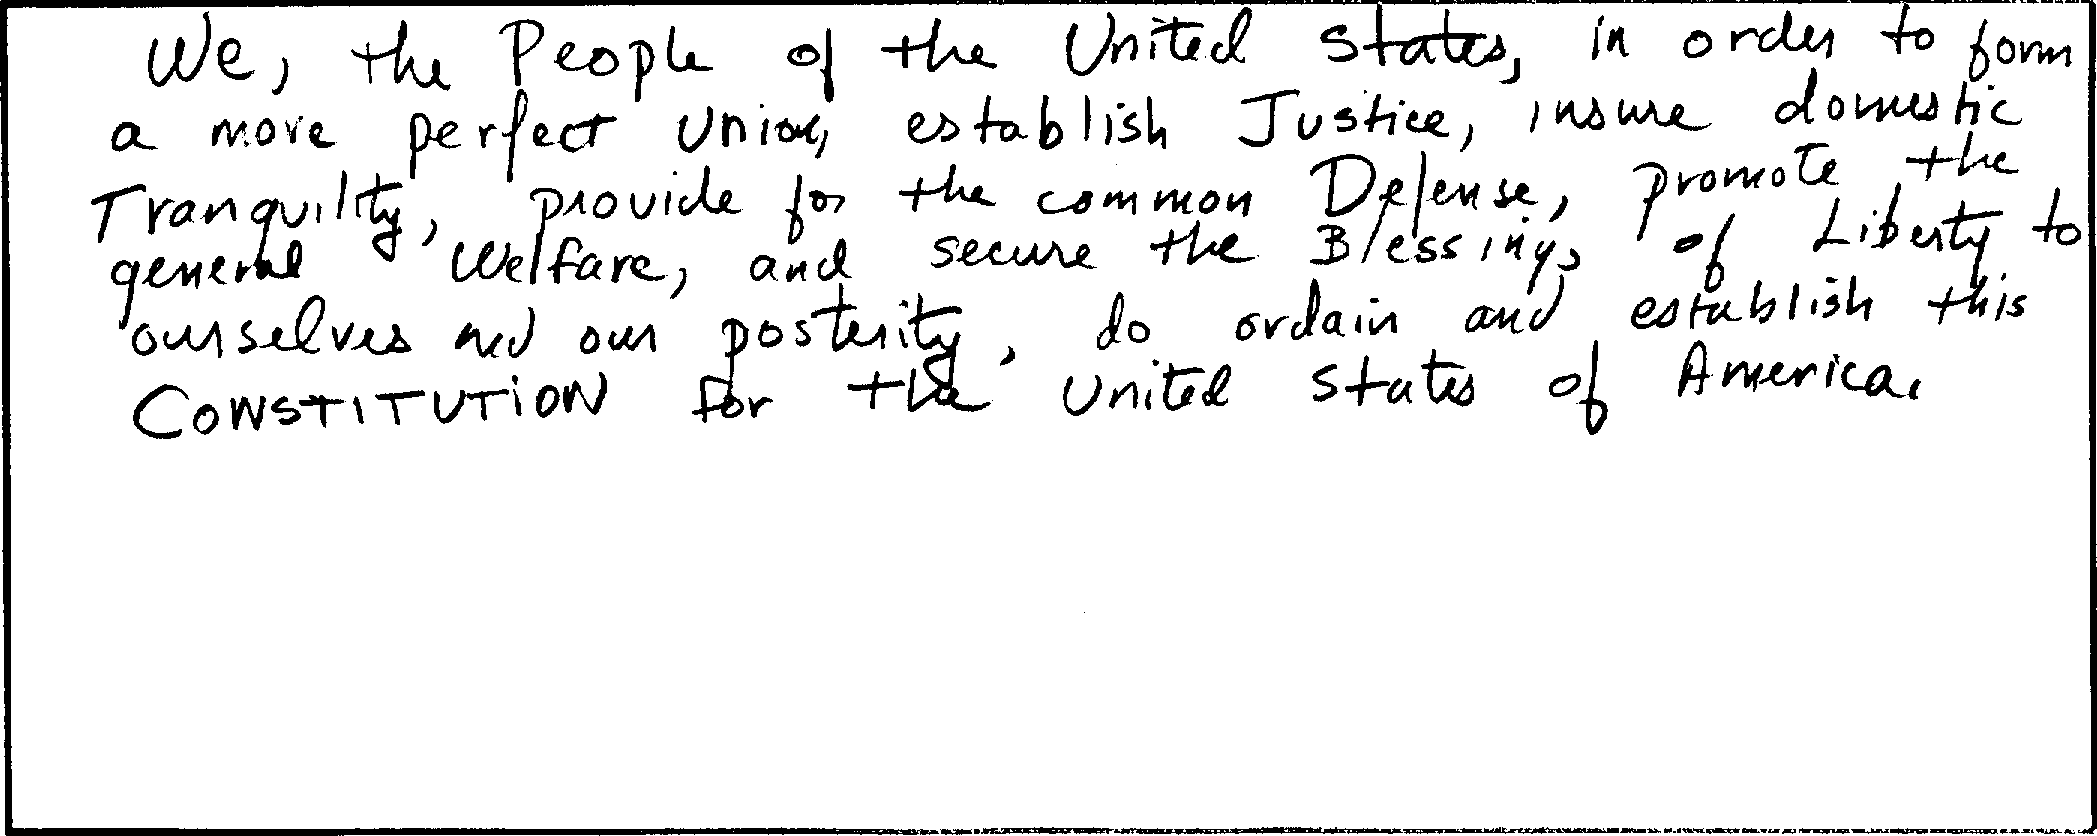 We, the People of the United States, in order to form
a more perfect Union, establish Justice, insure domestic
Tranquility, provide for the common Defense, promote the
general Welfare, and secure the Blessings of Liberty to
ourselves and our posterity, do ordain and establish this
CONSTITUTION for the United States of America.